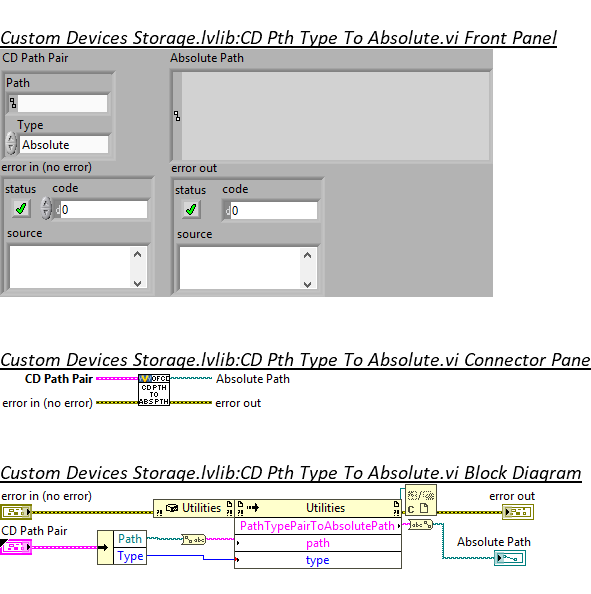 Custom Devices Storage.lvlib:CD Pth Type To Absolute.vi Front Panel
CD Path Pair
Absolute Path
Path
Type
Absolute
error in (no error)
error out
status code
0
status code
0
source
source
Custom Devices Storage.lvlib:CD Pth Type To Absolute.vi Connector Pane
CD Path Pair
Absolute Path
CD PTH
TO
ABS PTH
error in (no error)
error out
Custom Devices Storage.lvlib:CD Pth Type To Absolute.vi Block Diagram
error in (no error)
error out
Utilities
Utilities
PathTypePairToAbsolutePath
CD Path Pair
Path
abc
abc
path
Absolute Path
Type
type